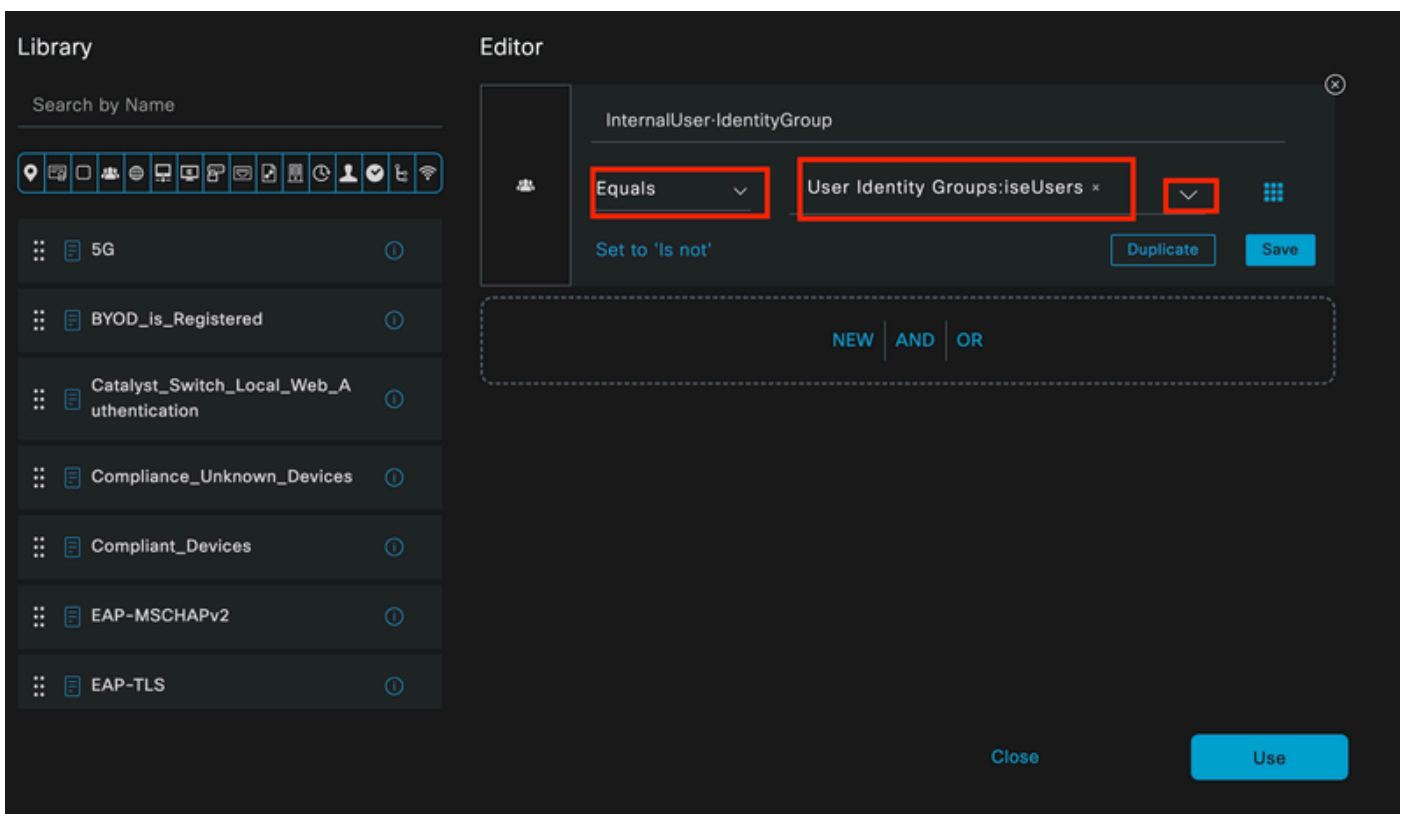 Library
Search by Name
5G
BYOD_is_Registered
Catalyst_Switch_Local_Web_A
uthentication
Compliance_Unknown_Devices
Compliant_Devices
EAP-MSCHAPv2
EAP-TLS
Editor
InternalUser·IdentityGroup
Equals
User Identity Groups:iseUsers ×
Set to 'Is not'
Duplicate
Save
NEW AND OR
Close
Use